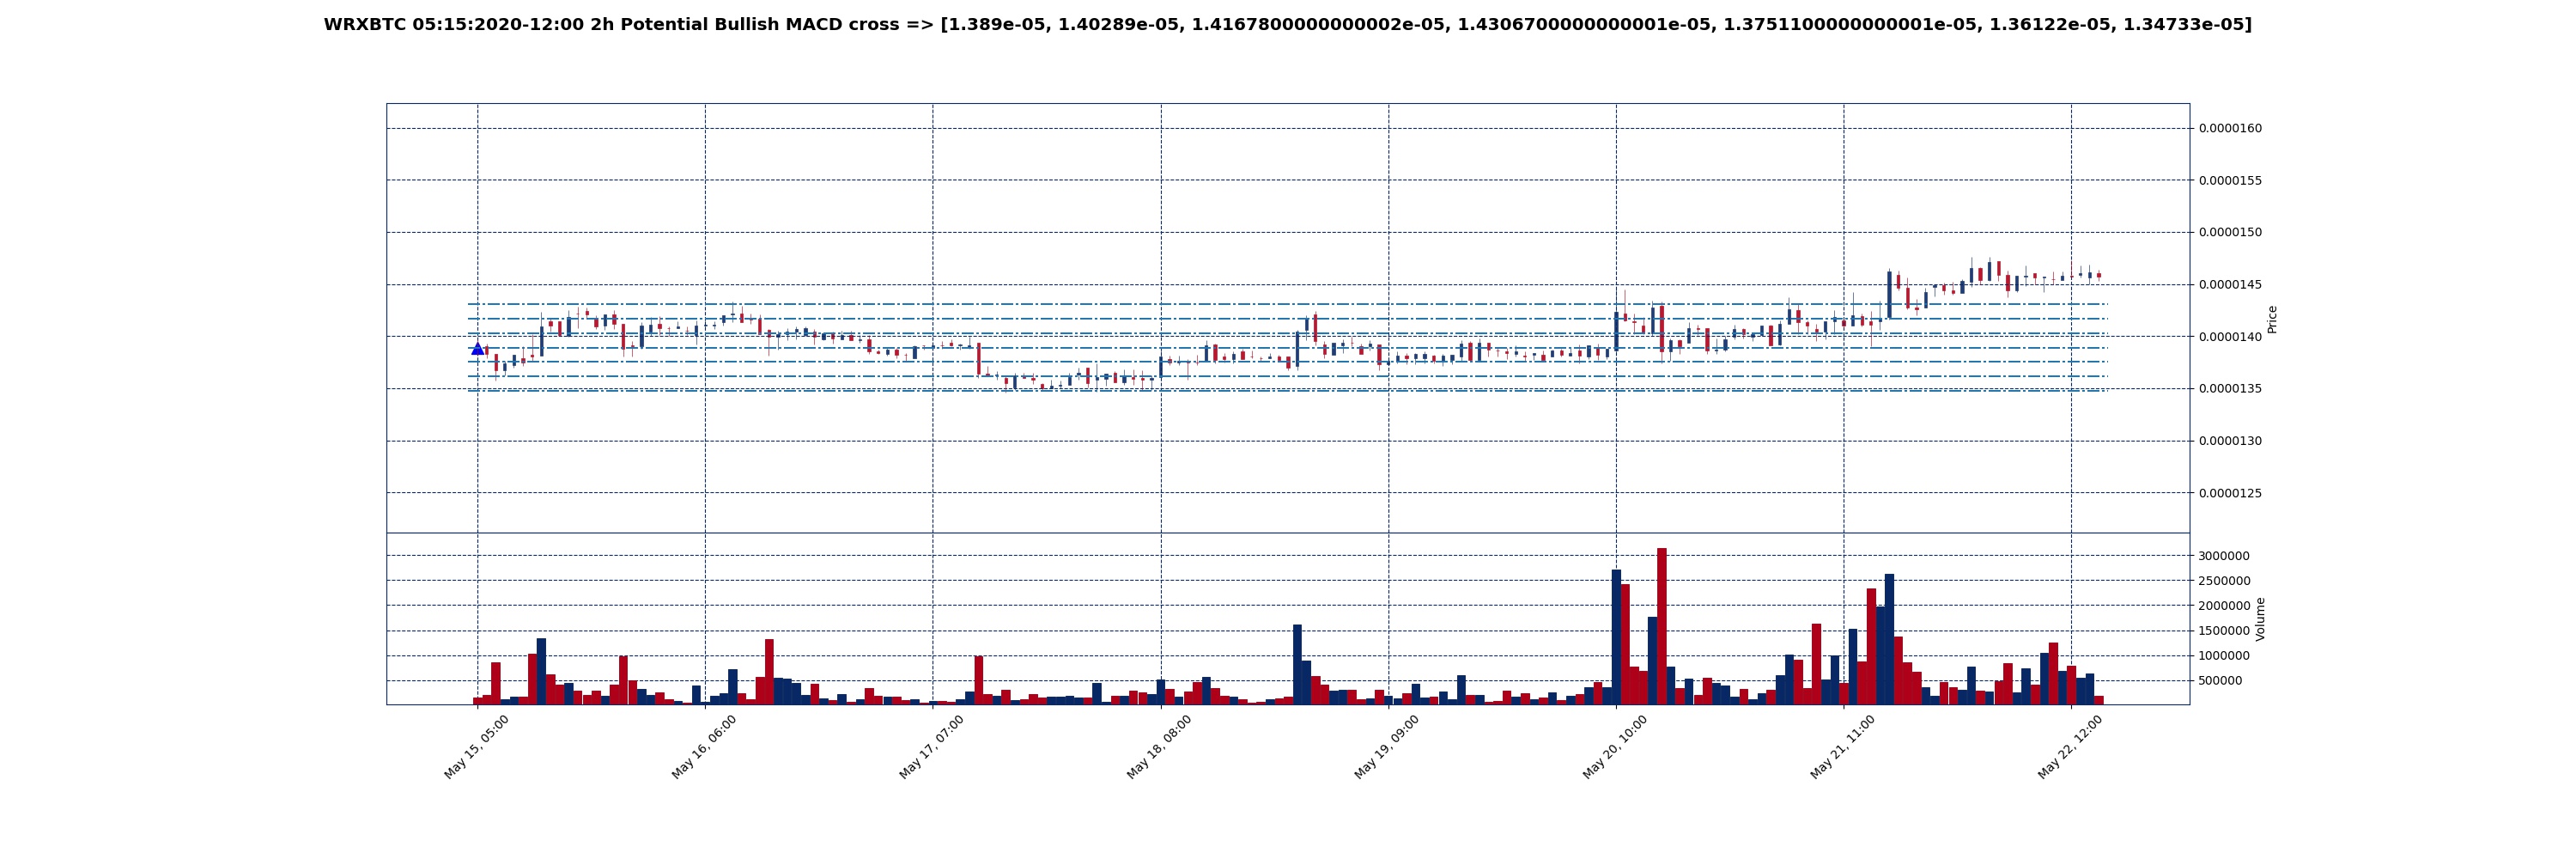 WRXBTC 05:15:2020-12:00 2h Potential Bullish MACD cross => [1.389e-05, 1.40289e-05, 1.4167800000000002e-05, 1.4306700000000001e-05, 1.3751100000000001e-05, 1.36122e-05, 1.34733e-05]
0.0000160
0.0000155
0.0000150
0.0000145
0.0000140
0.0000135
0.0000130
0.0000125
Price
3000000
2500000
2000000
1500000
1000000
500000
Volume
May 15, 05:00
May 16, 06:00
May 17, 07:00
May 18, 08:00
May 19, 09:00
May 20, 10:00
May 21, 11:00
May 22, 12:00